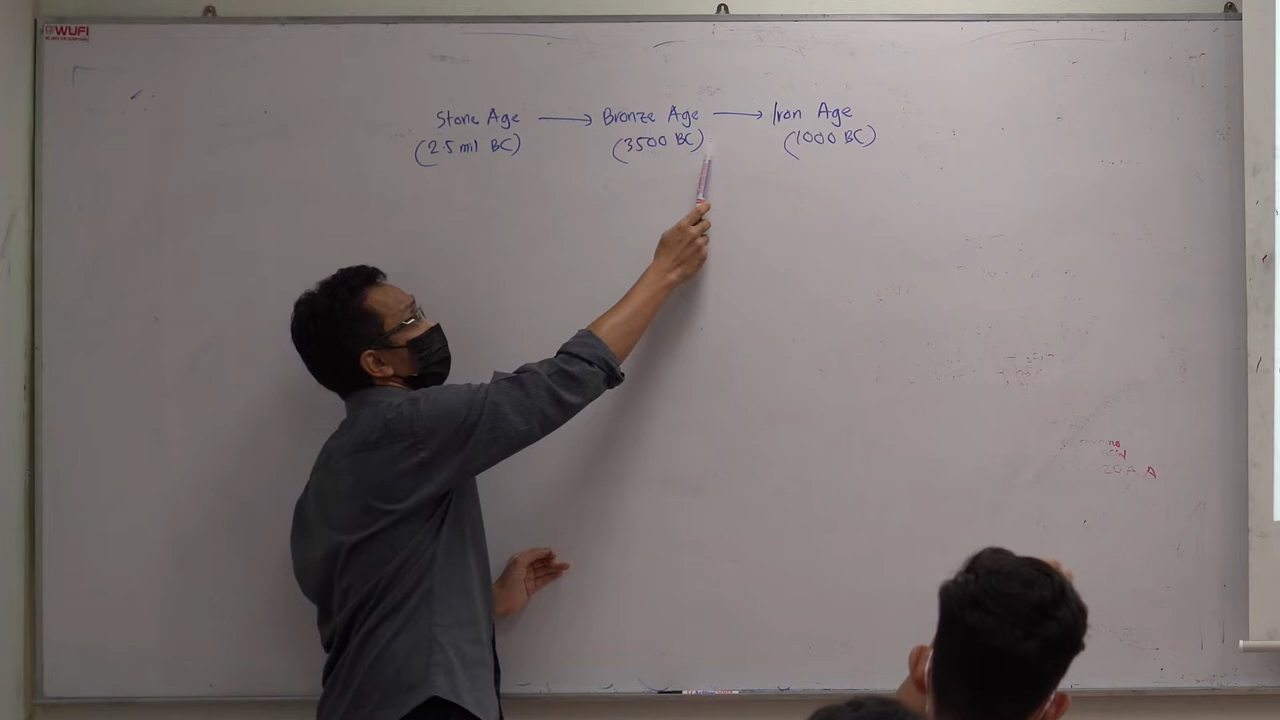 WUFI
Stone Age → Bronze Age → Iron Age
(2.5 mil BC) (3500 BC) (1000 BC)